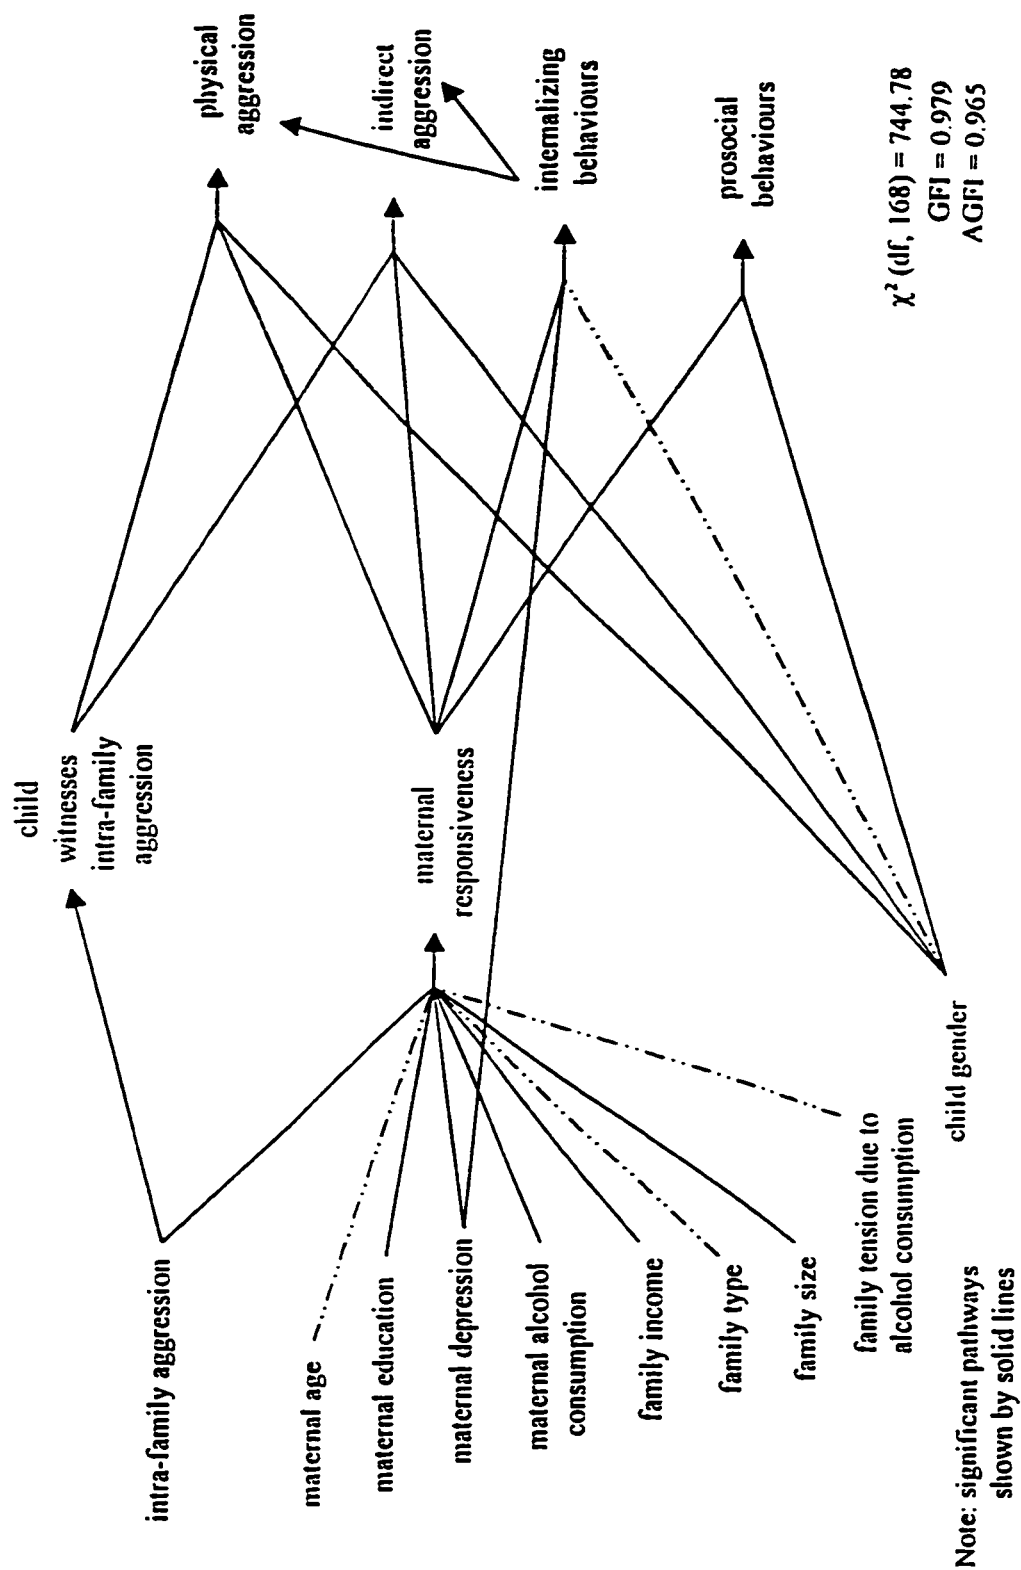 intra-family aggression
maternal age
maternal education
maternal depression
maternal alcohol
consumption
family income
family type
family size
family tension due to
alcohol consumption
child gender
child
witnesses
intra-family
aggression
maternal
responsiveness
physical
aggression
indirect
aggression
internalizing
behaviours
prosocial
behaviours
χ² (df, 168) = 744.78
GFI = 0.979
AGFI = 0.965
Note: significant pathways
shown by solid lines